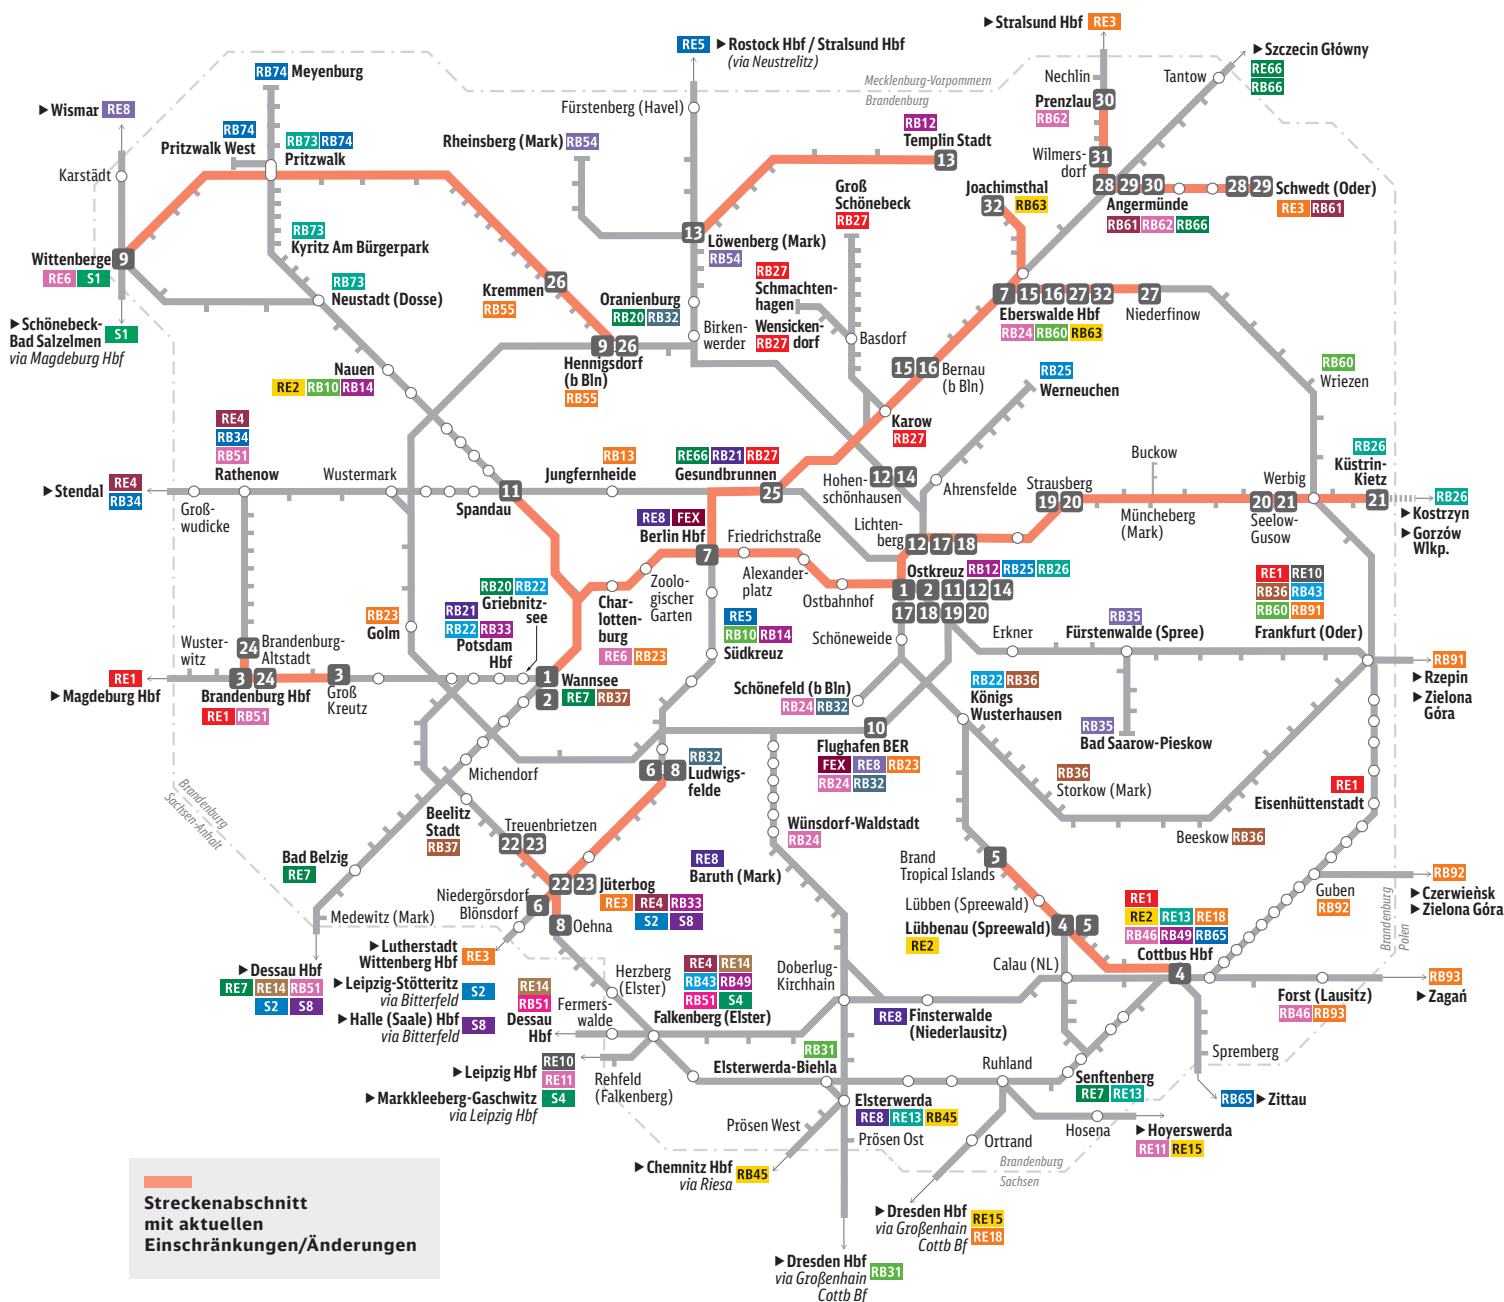 Stralsund Hbf RE3
RE5 Rostock Hbf / Stralsund Hbf
(via Neustrelitz)
Szczecin Główny
RE66
RB66
Mecklenburg-Vorpommern
Brandenburg
Nechlin
Tantow
RB74 Meyenburg
Wismar RE8
Fürstenberg (Havel)
Prenzlau 30
RB62
RB74
Pritzwalk West
RB73 RB74
Pritzwalk
Rheinsberg (Mark) RB54
RB12
Templin Stadt
13
Karstädt
Wilmers-
dorf
31
Groß
Schönebeck
RB27
Joachimsthal
32 RB63
28 29 30
Angermünde
RB61 RB62 RB66
28 29 Schwedt (Oder)
RE3 RB61
RB73
Kyritz Am Bürgerpark
13 Löwenberg (Mark)
RB54
Wittenberge 9
RE6 S1
RB73
Neustadt (Dosse)
26
Kremmen
RB55
Oranienburg
RB20 RB32
RB27
Schmachten-
hagen
Wensicken-
dorf
RB27
7 15 16 27 32
Eberswalde Hbf
RB24 RB60 RB63
27
Niederfinow
Schönebeck-
Bad Salzelmen S1
via Magdeburg Hbf
Birken-
werder
Basdorf
9 26
Hennigsdorf
(b Bln)
RB55
15 16 Bernau
(b Bln)
RB60
Wriezen
Nauen
RE2 RB10 RB14
RB25
Werneuchen
Karow
RB27
RE4
RB34
RB51
Rathenow
Wustermark
RB13
Jungfernheide
RE66 RB21 RB27
Gesundbrunnen
25
12 14
Hohen-
schönhausen
Ahrensfelde
Strausberg
19 20
Buckow
Müncheberg
(Mark)
20 21
Seelow-
Gusow
Werbig
RB26
Küstrin-
Kietz
21
RB26
Kostrzyn
Gorzów
Wlkp.
Stendal RE4
RB34
Groß-
wudicke
11
Spandau
RE8 FEX
Berlin Hbf
7
Friedrichstraße
Alexander-
platz
Ostbahnhof
Lichten-
berg
12 17 18
Ostkreuz RB12 RB25 RB26
1 2 11 12 14
17 18 19 20
RE1 RE10
RB36 RB43
RB60 RB91
Frankfurt (Oder)
Zoolo-
gischer
Garten
Char-
lotten-
burg
RE6 RB23
RB20 RB22
Griebnitz-
see
RB21
RB22 RB33
Potsdam
Hbf
RB23
Golm
RE5
RB10 RB14
Südkreuz
Schöneweide
Erkner
RB35
Fürstenwalde (Spree)
Wuster-
witz
24
Brandenburg-
Altstadt
3 24
Brandenburg Hbf
RE1 RB51
3
Groß
Kreutz
RE1
Magdeburg Hbf
1 Wannsee
2 RE7 RB37
Schönefeld (b Bln)
RB24 RB32
RB22 RB36
Königs
Wusterhausen
RB35
Bad Saarow-Pieskow
RB91
Rzepin
Zielona
Góra
10
Flughafen BER
FEX RE8 RB23
RB24 RB32
6 8
RB32
Ludwigs-
felde
Michendorf
RB36
Storkow (Mark)
RE1
Eisenhüttenstadt
Beeskow RB36
Brandenburg
Sachsen-Anhalt
Beelitz
Stadt
RB37
Treuenbrietzen
22 23
Wünsdorf-Waldstadt
RB24
Bad Belzig
RE7
RE8
Baruth (Mark)
5
Brand
Tropical Islands
22 23 Jüterbog
RE3 RE4 RB33
S2 S8
Niedergörsdorf
Blönsdorf
6
8 Oehna
Lübben (Spreewald)
Lübbenau (Spreewald) 4 5
RE2
RE1
RE2 RE13 RE18
RB46 RB49 RB65
Cottbus Hbf
4
Guben
RB92
RB92
Czerwieńsk
Zielona Góra
Brandenburg
Polen
Medewitz (Mark)
Lutherstadt
Wittenberg Hbf RE3
Dessau Hbf
RE7 RE14 RB51
S2 S8
Leipzig-Stötteritz
via Bitterfeld S2
Halle (Saale) Hbf
via Bitterfeld S8
Herzberg
(Elster)
RE4 RE14
RB43 RB49
RB51 S4
Falkenberg (Elster)
RE14
RB51
Dessau
Hbf
Fermers-
walde
Doberlug-
Kirchhain
Calau (NL)
RE8 Finsterwalde
(Niederlausitz)
Forst (Lausitz)
RB46 RB93
RB93
Zagań
Spremberg
RE10
Leipzig Hbf
RE11
Markkleeberg-Gaschwitz S4
via Leipzig Hbf
Rehfeld
(Falkenberg)
RB31
Elsterwerda-Biehla
Ruhland
Senftenberg
RE7 RE13
RB65 Zittau
Elsterwerda
RE8 RE13 RB45
Prösen West
Prösen Ost
Ortrand
Hosena
Hoyerswerda
RE11 RE15
Brandenburg
Sachsen
Chemnitz Hbf RB45
via Riesa
Dresden Hbf RE15
via Großenhain RE18
Cottb Bf
Dresden Hbf RB31
via Großenhain
Cottb Bf
Streckenabschnitt
mit aktuellen
Einschränkungen/Änderungen